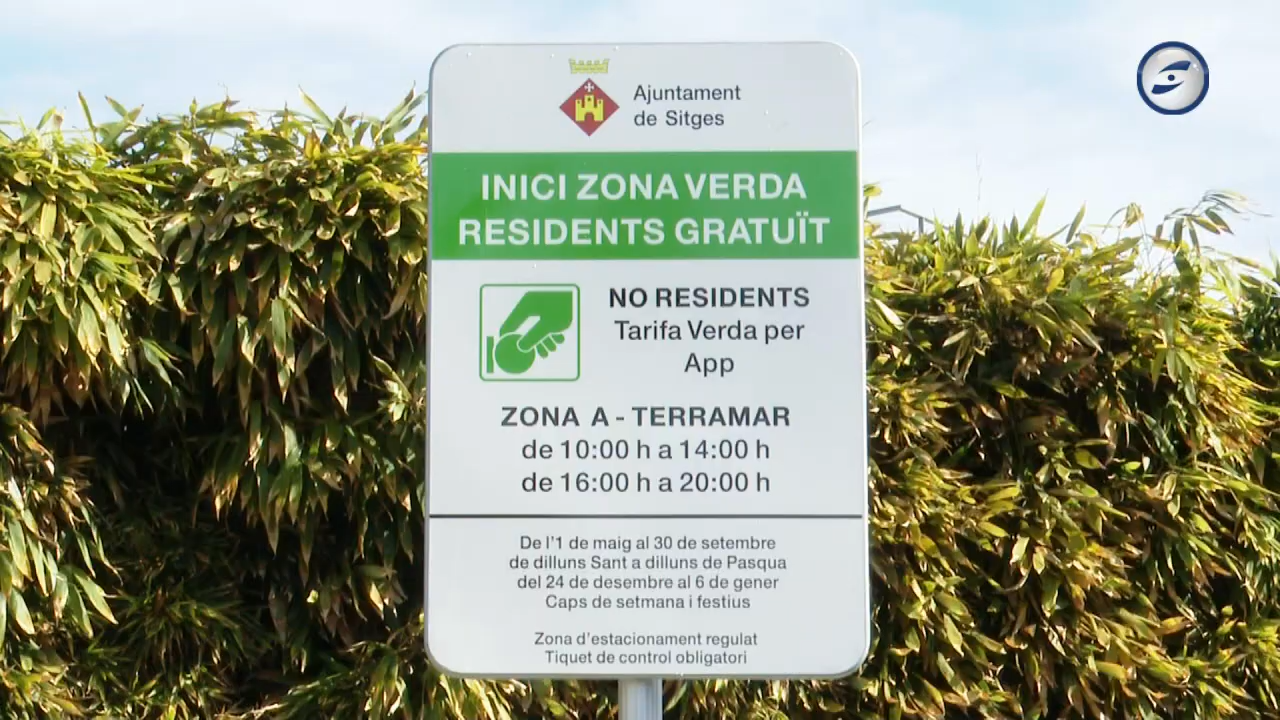 Ajuntament
de Sitges
INICI ZONA VERDA
RESIDENTS GRATUÏT
NO RESIDENTS
Tarifa Verda per
App
ZONA A - TERRAMAR
de 10:00 h a 14:00 h
de 16:00 h a 20:00 h
De l'1 de maig al 30 de setembre
de dilluns Sant a dilluns de Pasqua
del 24 de desembre al 6 de gener
Caps de setmana i festius
Zona d'estacionament regulat
Tiquet de control obligatori